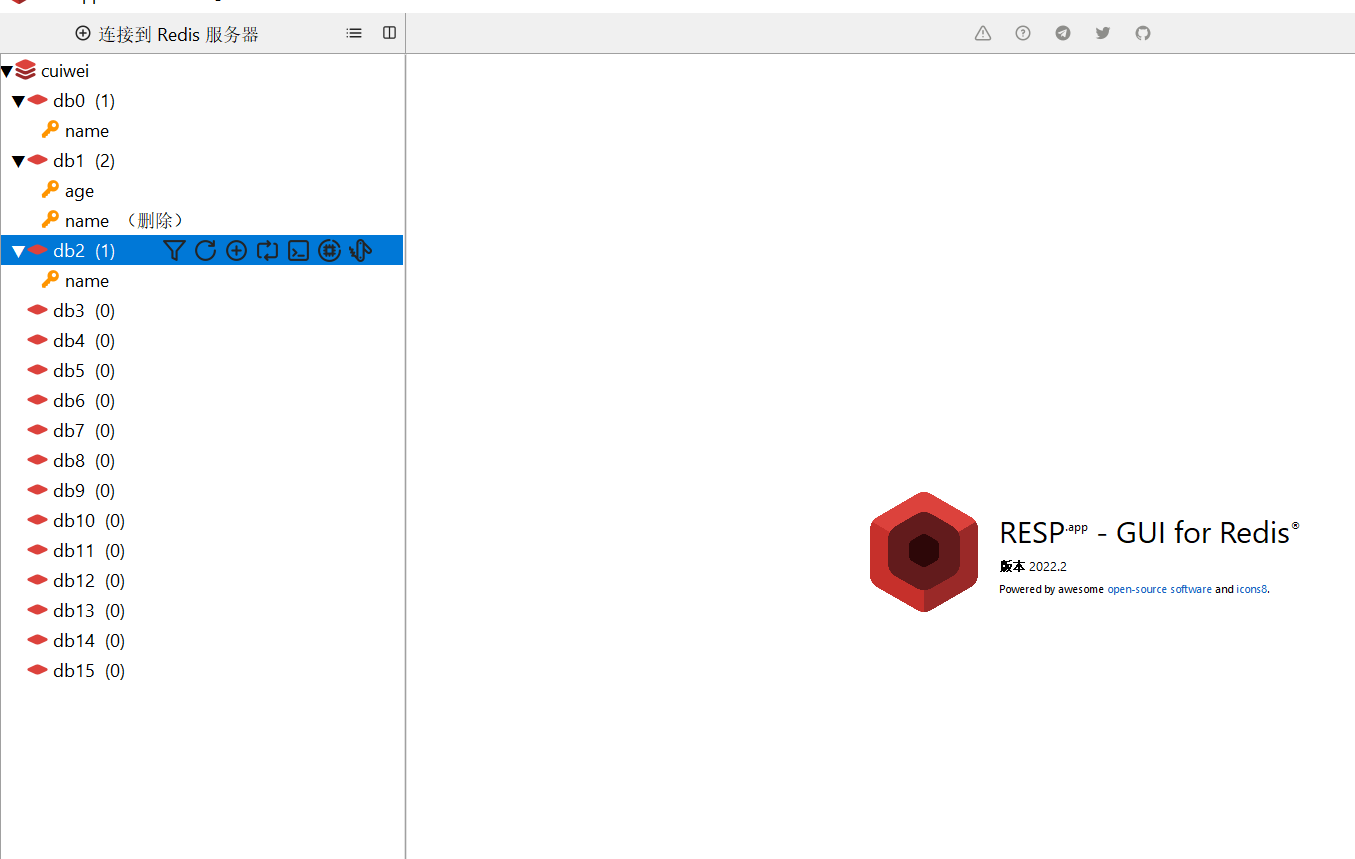 连接到 Redis 服务器
cuiwei
db0 (1)
name
db1 (2)
age
name （删除）
db2 (1)
name
db3 (0)
db4 (0)
db5 (0)
db6 (0)
db7 (0)
db8 (0)
db9 (0)
db10 (0)
db11 (0)
db12 (0)
db13 (0)
db14 (0)
db15 (0)
RESP.app - GUI for Redis®
版本 2022.2
Powered by awesome open-source software and icons8.